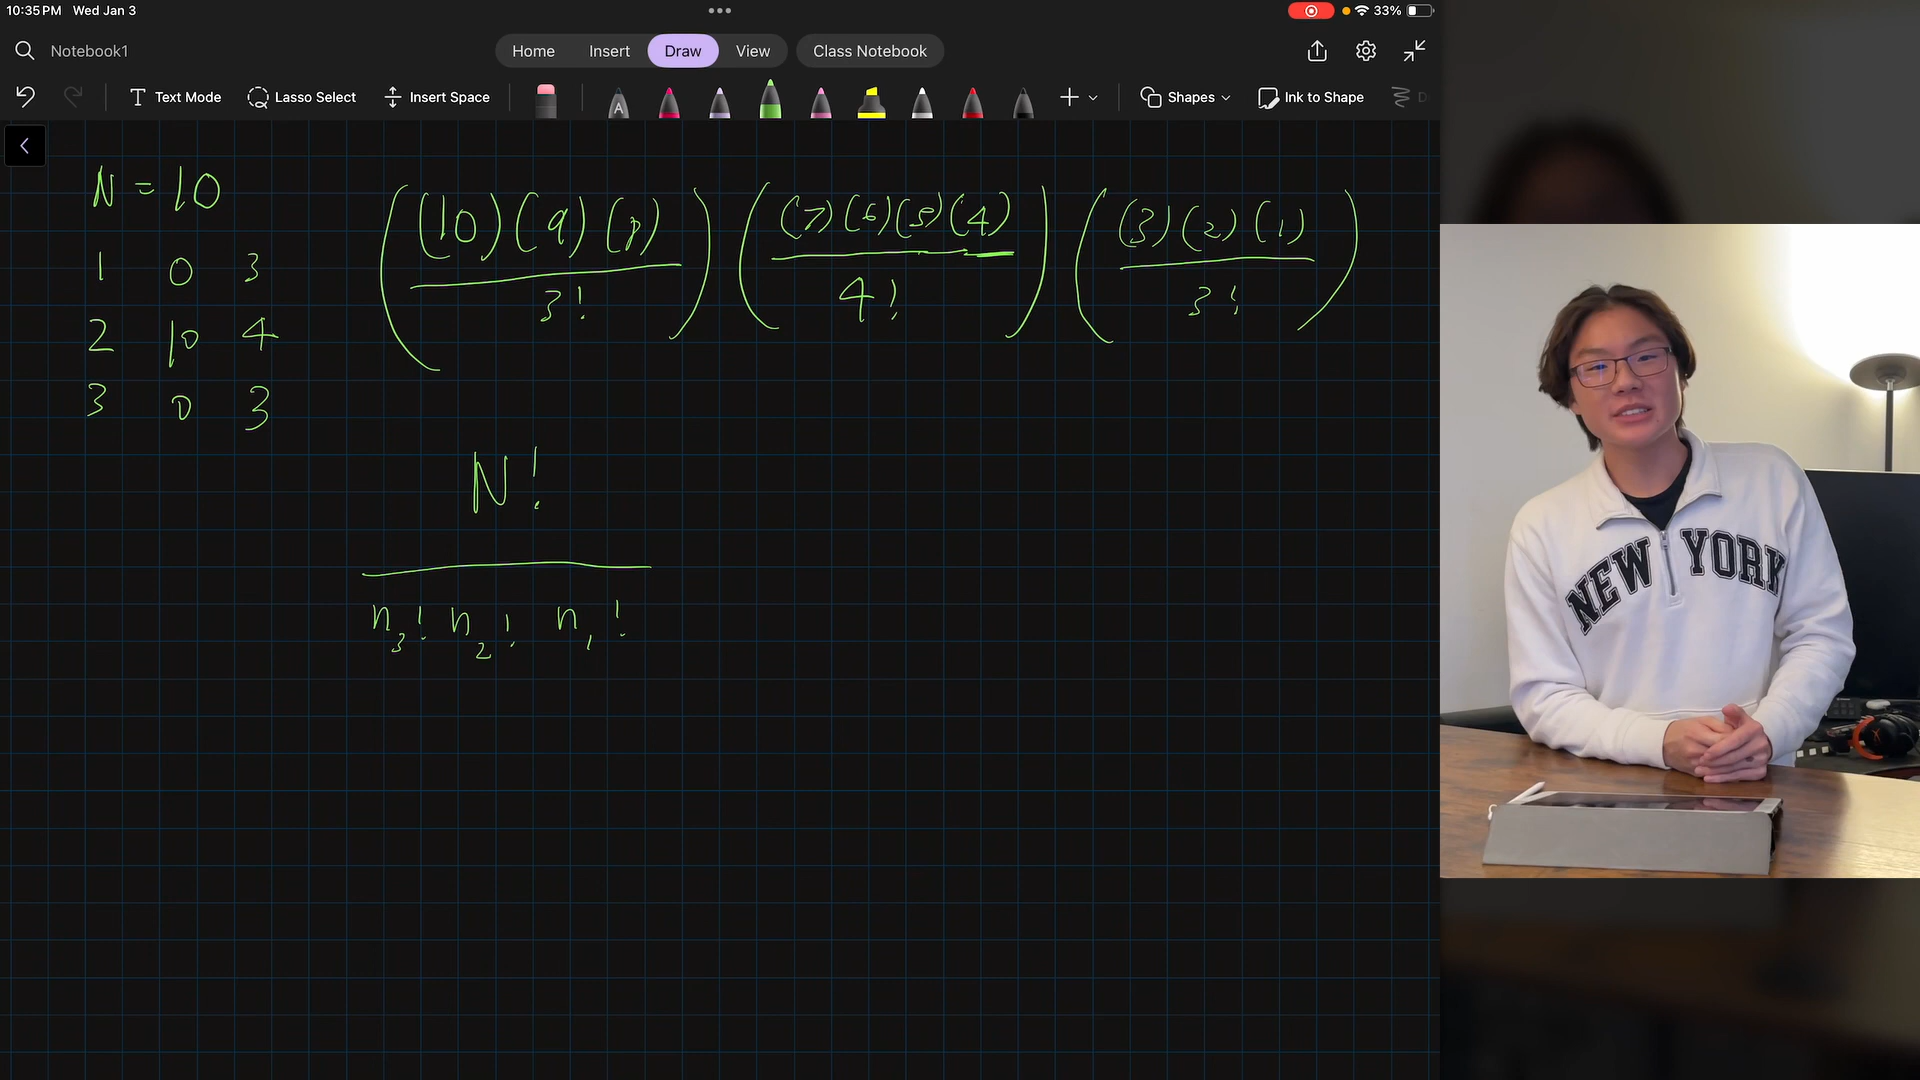 10:35 PM Wed Jan 3
33%
Notebook1
Home Insert Draw View Class Notebook
Text Mode Lasso Select Insert Space A Shapes Ink to Shape D
N = 10
1 0 3
2 10 4
3 0 3
((10)(9)(8) / 3!) ((7)(6)(5)(4) / 4!) ((3)(2)(1) / 3!)
N!
n₃! n₂! n₁!
NEW YORK